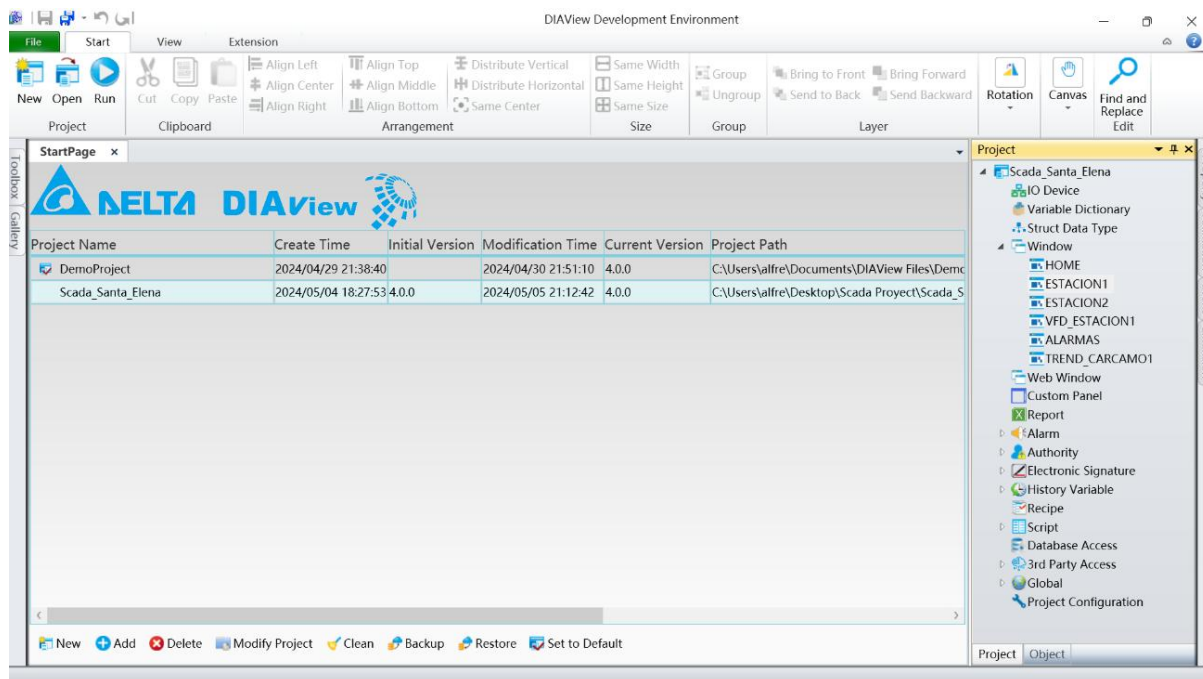 DIAView Development Environment
File Start View Extension
New Open Run
Project
Cut Copy Paste
Clipboard
Align Left Align Top Distribute Vertical
Align Center Align Middle Distribute Horizontal
Align Right Align Bottom Same Center
Arrangement
Same Width
Same Height
Same Size
Size
Group
Ungroup
Group
Bring to Front Bring Forward
Send to Back Send Backward
Layer
Rotation
Canvas
Find and
Replace
Edit
Toolbox
Gallery
StartPage x
DELTA DIAView
Project Name Create Time Initial Version Modification Time Current Version Project Path
DemoProject 2024/04/29 21:38:40 2024/04/30 21:51:10 4.0.0 C:\Users\alfre\Documents\DIAView Files\Demo
Scada_Santa_Elena 2024/05/04 18:27:53 4.0.0 2024/05/05 21:12:42 4.0.0 C:\Users\alfre\Desktop\Scada Proyect\Scada_S
New Add Delete Modify Project Clean Backup Restore Set to Default
Project
Scada_Santa_Elena
IO Device
Variable Dictionary
Struct Data Type
Window
HOME
ESTACION1
ESTACION2
VFD_ESTACION1
ALARMAS
TREND_CARCAMO1
Web Window
Custom Panel
Report
Alarm
Authority
Electronic Signature
History Variable
Recipe
Script
Database Access
3rd Party Access
Global
Project Configuration
Project Object